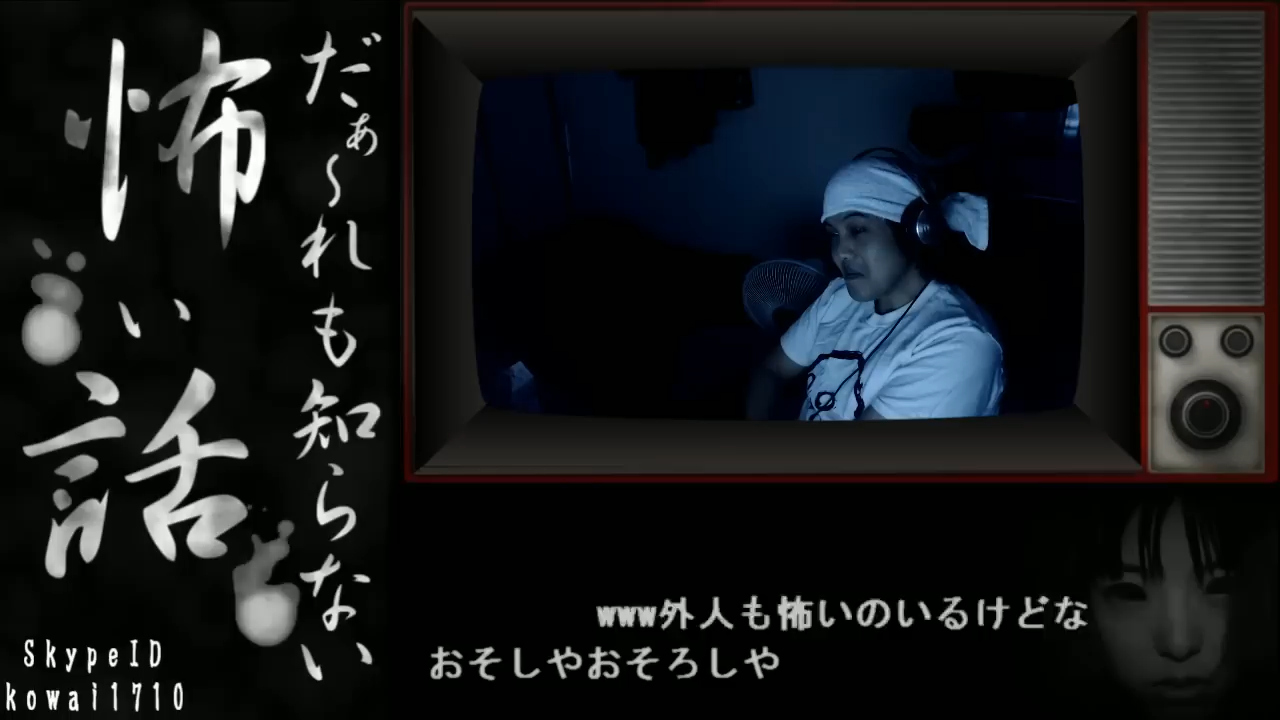 だぁ～れも知らない
怖い話
SkypeID
kowai1710
www外人も怖いのいるけどな
おそしやおそろしや